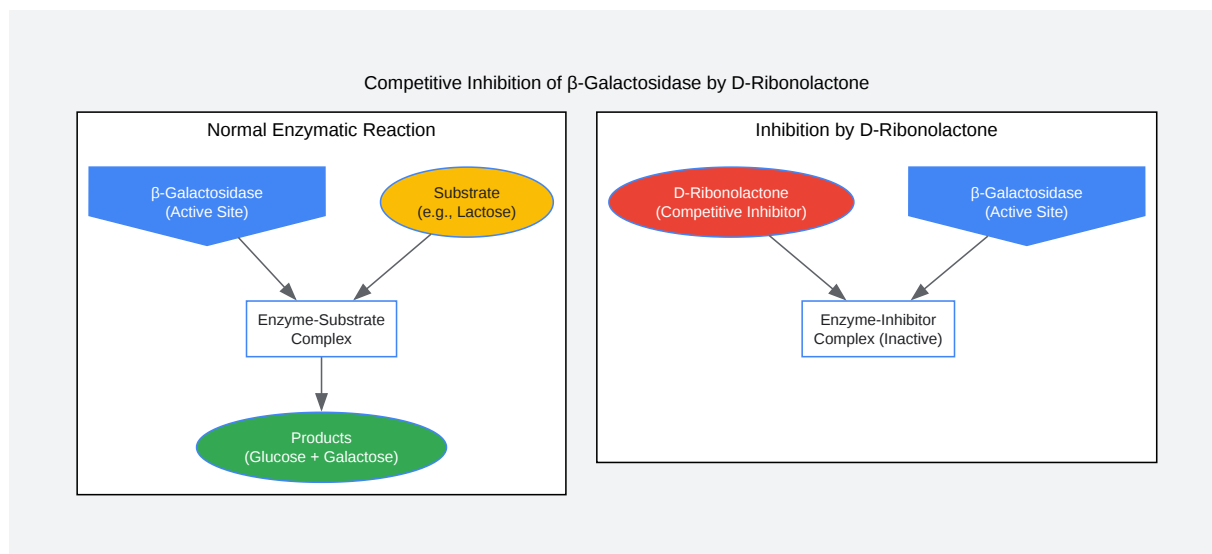 Competitive Inhibition of β-Galactosidase by D-Ribonolactone
Normal Enzymatic Reaction
β-Galactosidase
(Active Site)
Substrate
(e.g., Lactose)
Enzyme-Substrate
Complex
Products
(Glucose + Galactose)
Inhibition by D-Ribonolactone
D-Ribonolactone
(Competitive Inhibitor)
β-Galactosidase
(Active Site)
Enzyme-Inhibitor
Complex (Inactive)